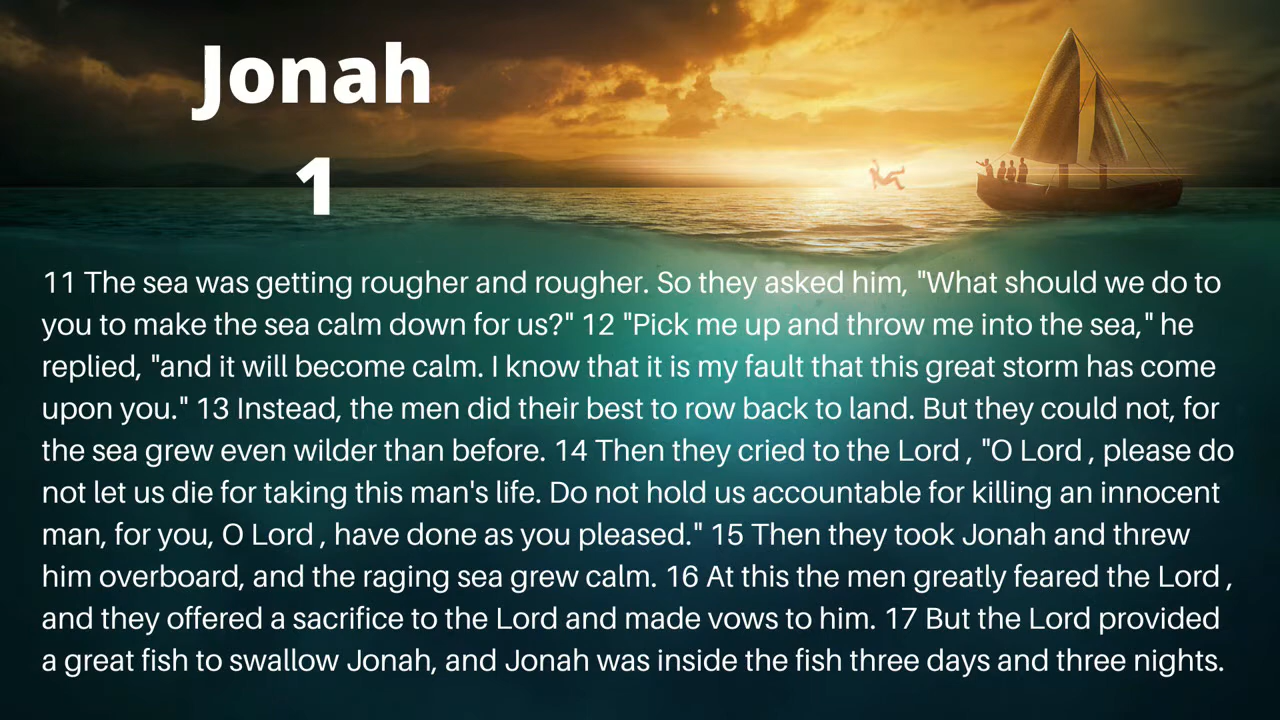 Jonah
1
11 The sea was getting rougher and rougher. So they asked him, "What should we do to
you to make the sea calm down for us?" 12 "Pick me up and throw me into the sea," he
replied, "and it will become calm. I know that it is my fault that this great storm has come
upon you." 13 Instead, the men did their best to row back to land. But they could not, for
the sea grew even wilder than before. 14 Then they cried to the Lord , "O Lord , please do
not let us die for taking this man's life. Do not hold us accountable for killing an innocent
man, for you, O Lord , have done as you pleased." 15 Then they took Jonah and threw
him overboard, and the raging sea grew calm. 16 At this the men greatly feared the Lord ,
and they offered a sacrifice to the Lord and made vows to him. 17 But the Lord provided
a great fish to swallow Jonah, and Jonah was inside the fish three days and three nights.